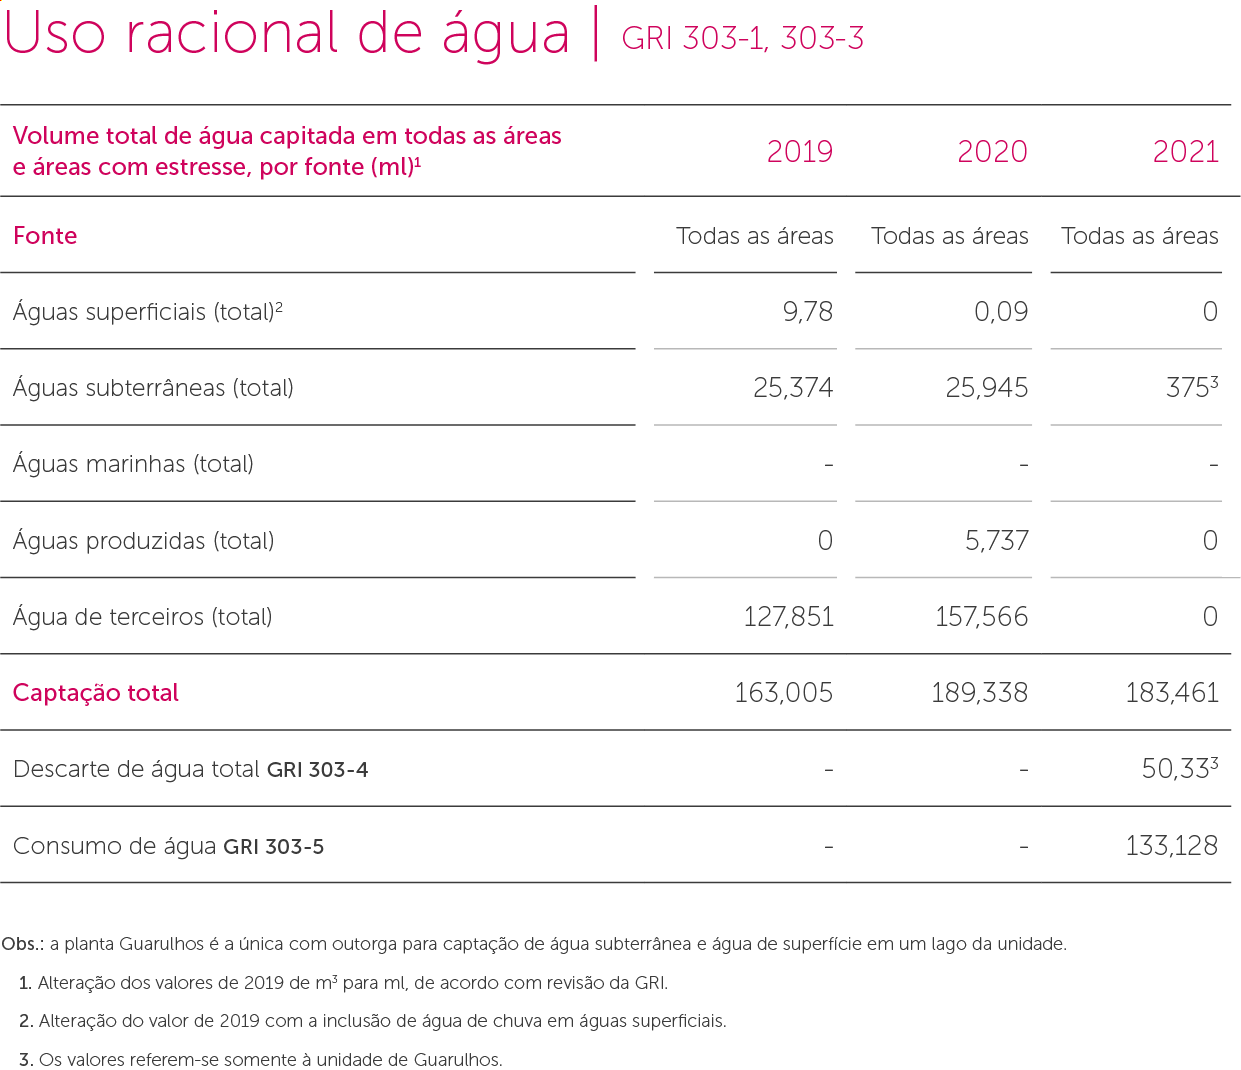 Uso racional de água | GRI 303-1, 303-3
Volume total de água capitada em todas as áreas
e áreas com estresse, por fonte (ml)¹ 2019 2020 2021
Fonte Todas as áreas Todas as áreas Todas as áreas
Águas superficiais (total)² 9,78 0,09 0
Águas subterrâneas (total) 25,374 25,945 375³
Águas marinhas (total) - - -
Águas produzidas (total) 0 5,737 0
Água de terceiros (total) 127,851 157,566 0
Captação total 163,005 189,338 183,461
Descarte de água total GRI 303-4 - - 50,33³
Consumo de água GRI 303-5 - - 133,128
Obs.: a planta Guarulhos é a única com outorga para captação de água subterrânea e água de superfície em um lago da unidade.
1. Alteração dos valores de 2019 de m³ para ml, de acordo com revisão da GRI.
2. Alteração do valor de 2019 com a inclusão de água de chuva em águas superficiais.
3. Os valores referem-se somente à unidade de Guarulhos.